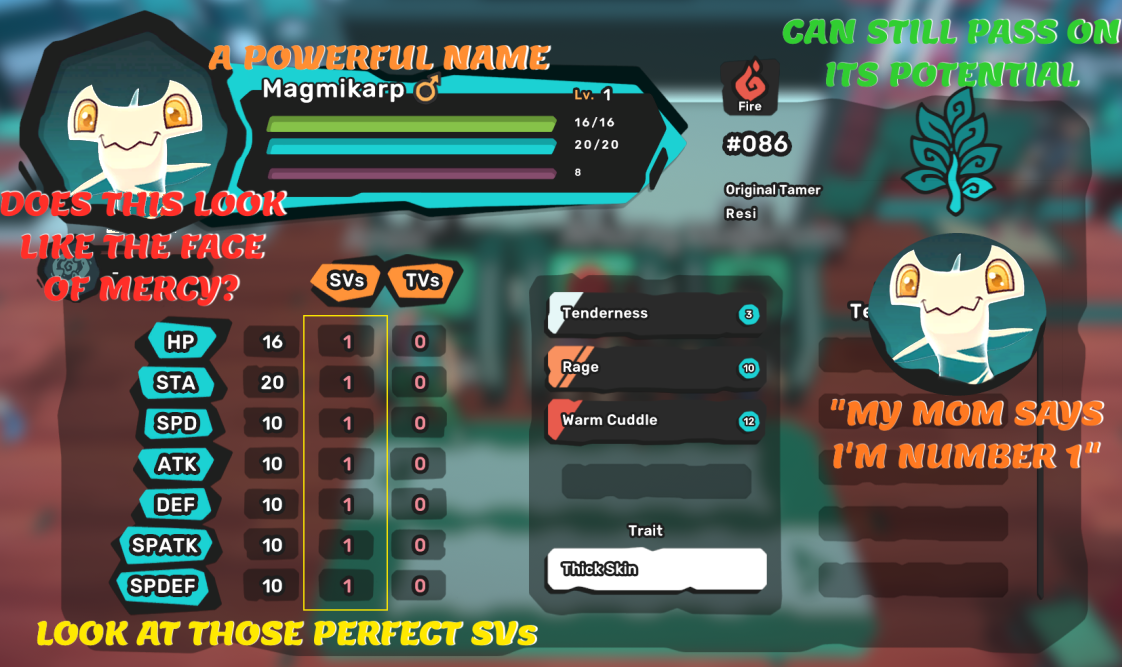 A POWERFUL NAME
CAN STILL PASS ON
ITS POTENTIAL
Magmikarp ♂
Lv. 1
16/16
20/20
8
Fire
#086
Original Tamer
Resi
DOES THIS LOOK
LIKE THE FACE
OF MERCY?
-
SVs TVs
HP 16 1 0
STA 20 1 0
SPD 10 1 0
ATK 10 1 0
DEF 10 1 0
SPATK 10 1 0
SPDEF 10 1 0
Tenderness 3
Rage 10
Warm Cuddle 12
Trait
Thick Skin
Te
"MY MOM SAYS
I'M NUMBER 1"
LOOK AT THOSE PERFECT SVs